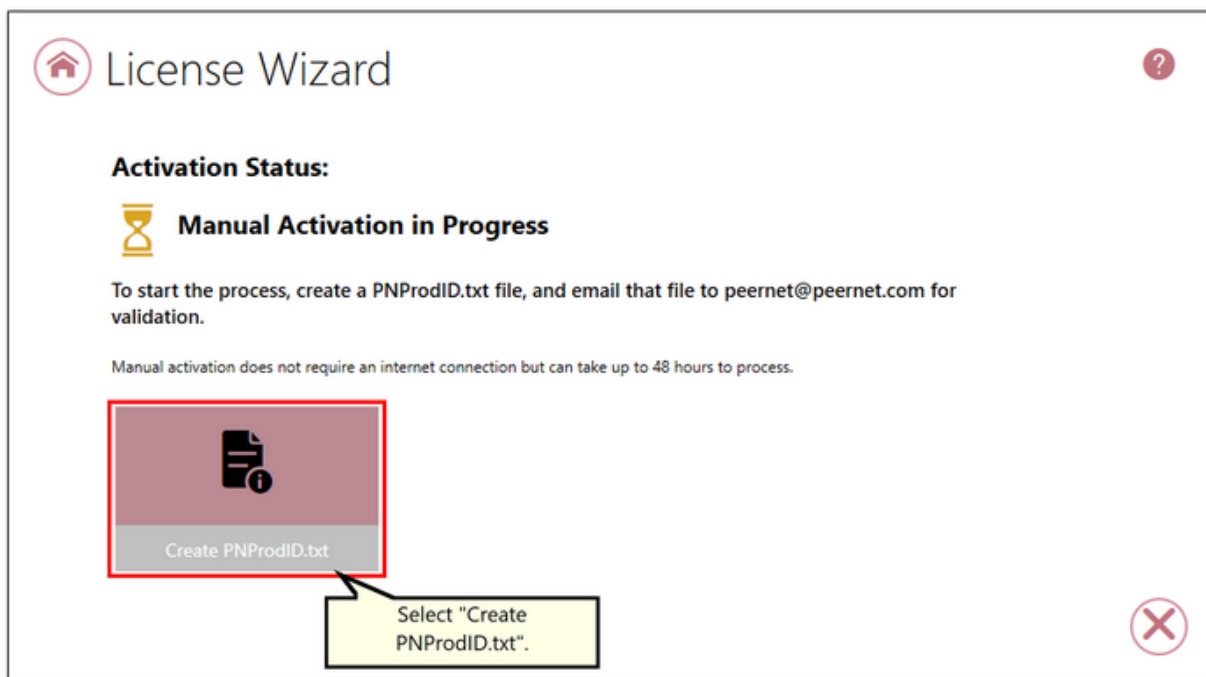 License Wizard
?
Activation Status:
Manual Activation in Progress
To start the process, create a PNProdID.txt file, and email that file to peernet@peernet.com for
validation.
Manual activation does not require an internet connection but can take up to 48 hours to process.
i
Create PNProdID.txt
Select "Create
PNProdID.txt".